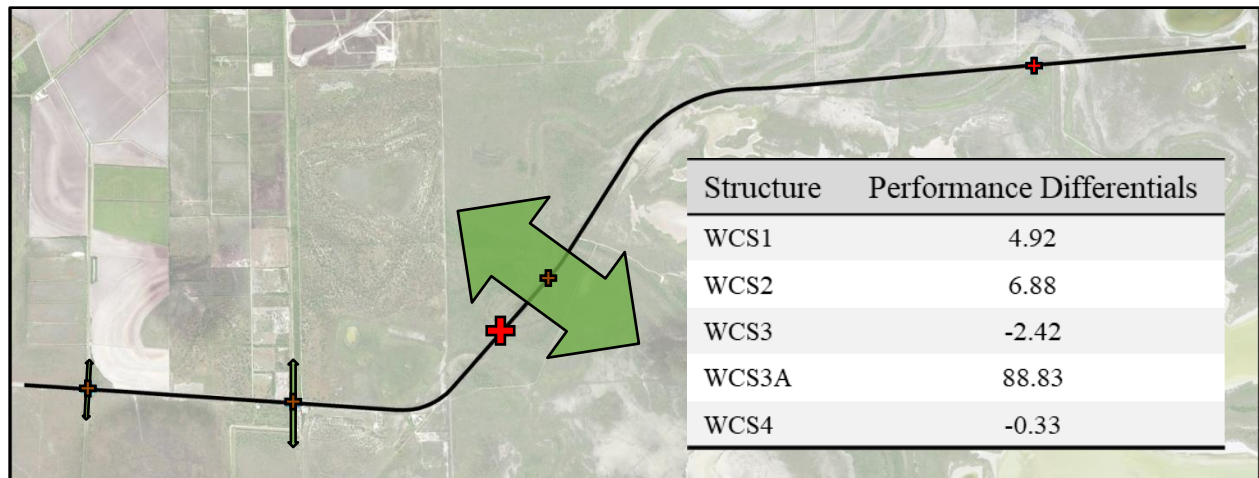 Structure Performance Differentials
WCS1 4.92
WCS2 6.88
WCS3 -2.42
WCS3A 88.83
WCS4 -0.33